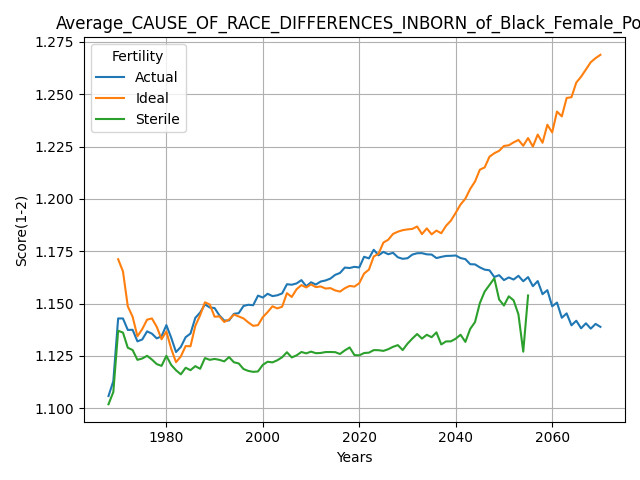 Average_CAUSE_OF_RACE_DIFFERENCES_INBORN_of_Black_Female_Po
Fertility
Actual
Ideal
Sterile
1.275
1.250
1.225
1.200
1.175
1.150
1.125
1.100
Score(1-2)
1980 2000 2020 2040 2060
Years